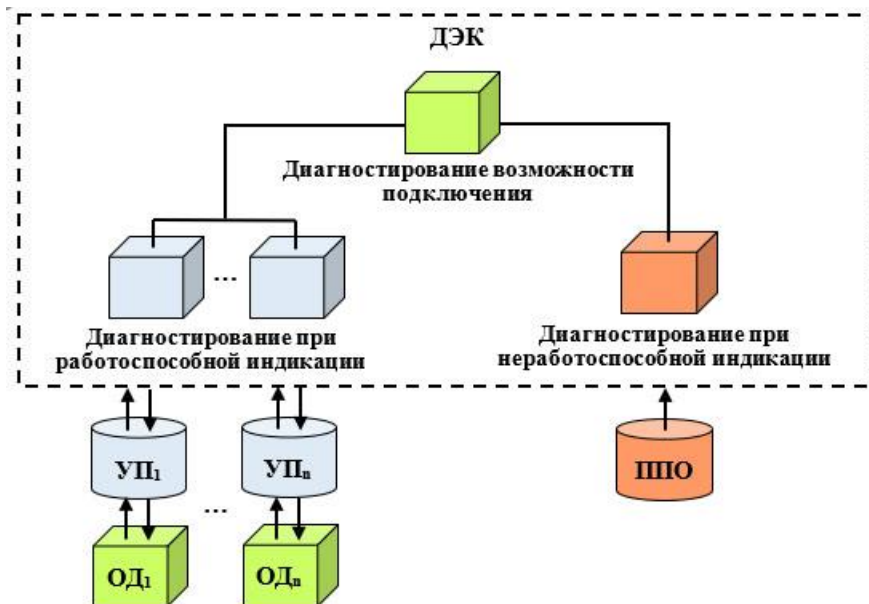 ДЭК
Диагностирование возможности
подключения
...
Диагностирование при
работоспособной индикации
Диагностирование при
неработоспособной индикации
УП1
УПn
ППО
...
ОД1
ОДn